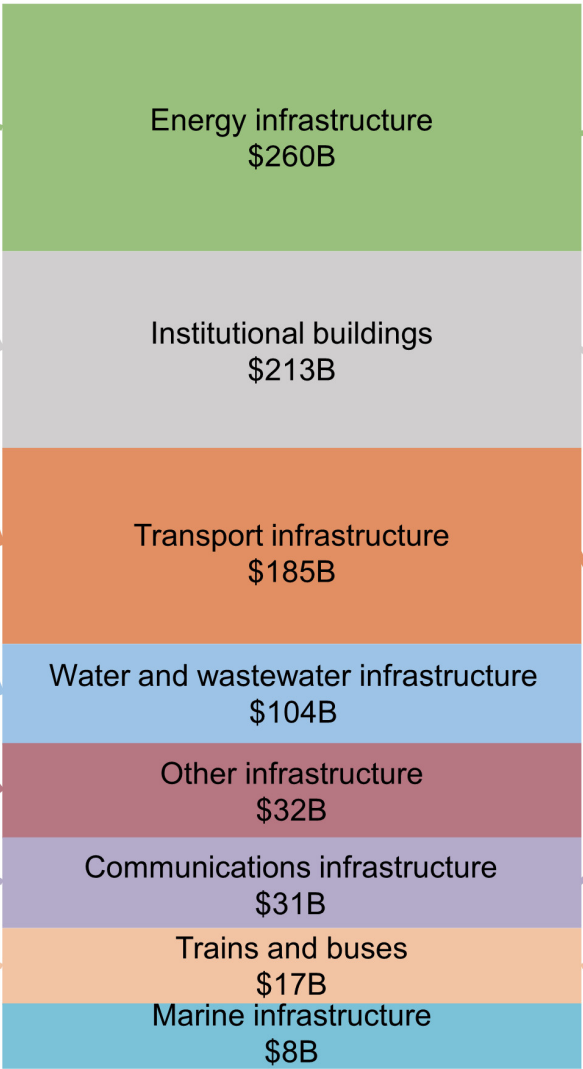 Energy infrastructure
$260B
Institutional buildings
$213B
Transport infrastructure
$185B
Water and wastewater infrastructure
$104B
Other infrastructure
$32B
Communications infrastructure
$31B
Trains and buses
$17B
Marine infrastructure
$8B